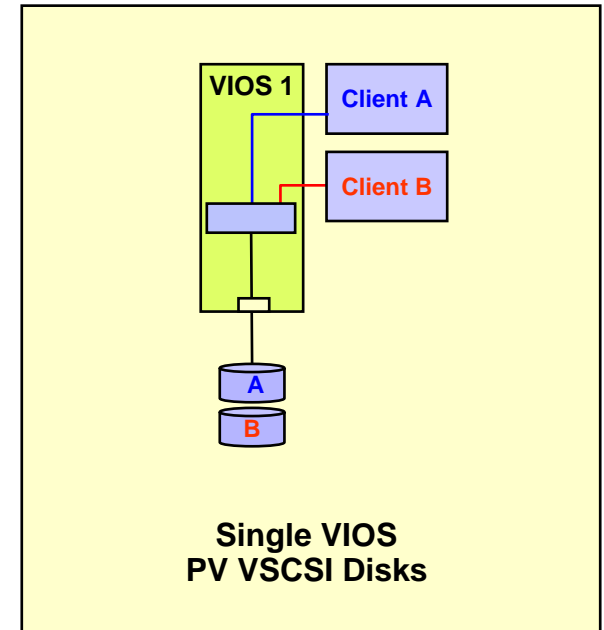 VIOS 1
Client A
Client B
A
B
Single VIOS
PV VSCSI Disks